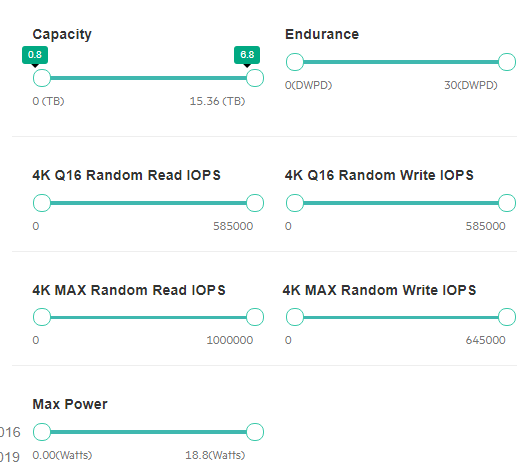 Capacity Endurance
0.8 6.8
0 (TB) 15.36 (TB) 0(DWPD) 30(DWPD)
4K Q16 Random Read IOPS 4K Q16 Random Write IOPS
0 585000 0 585000
4K MAX Random Read IOPS 4K MAX Random Write IOPS
0 1000000 0 645000
Max Power
016
0.00(Watts) 18.8(Watts)
019